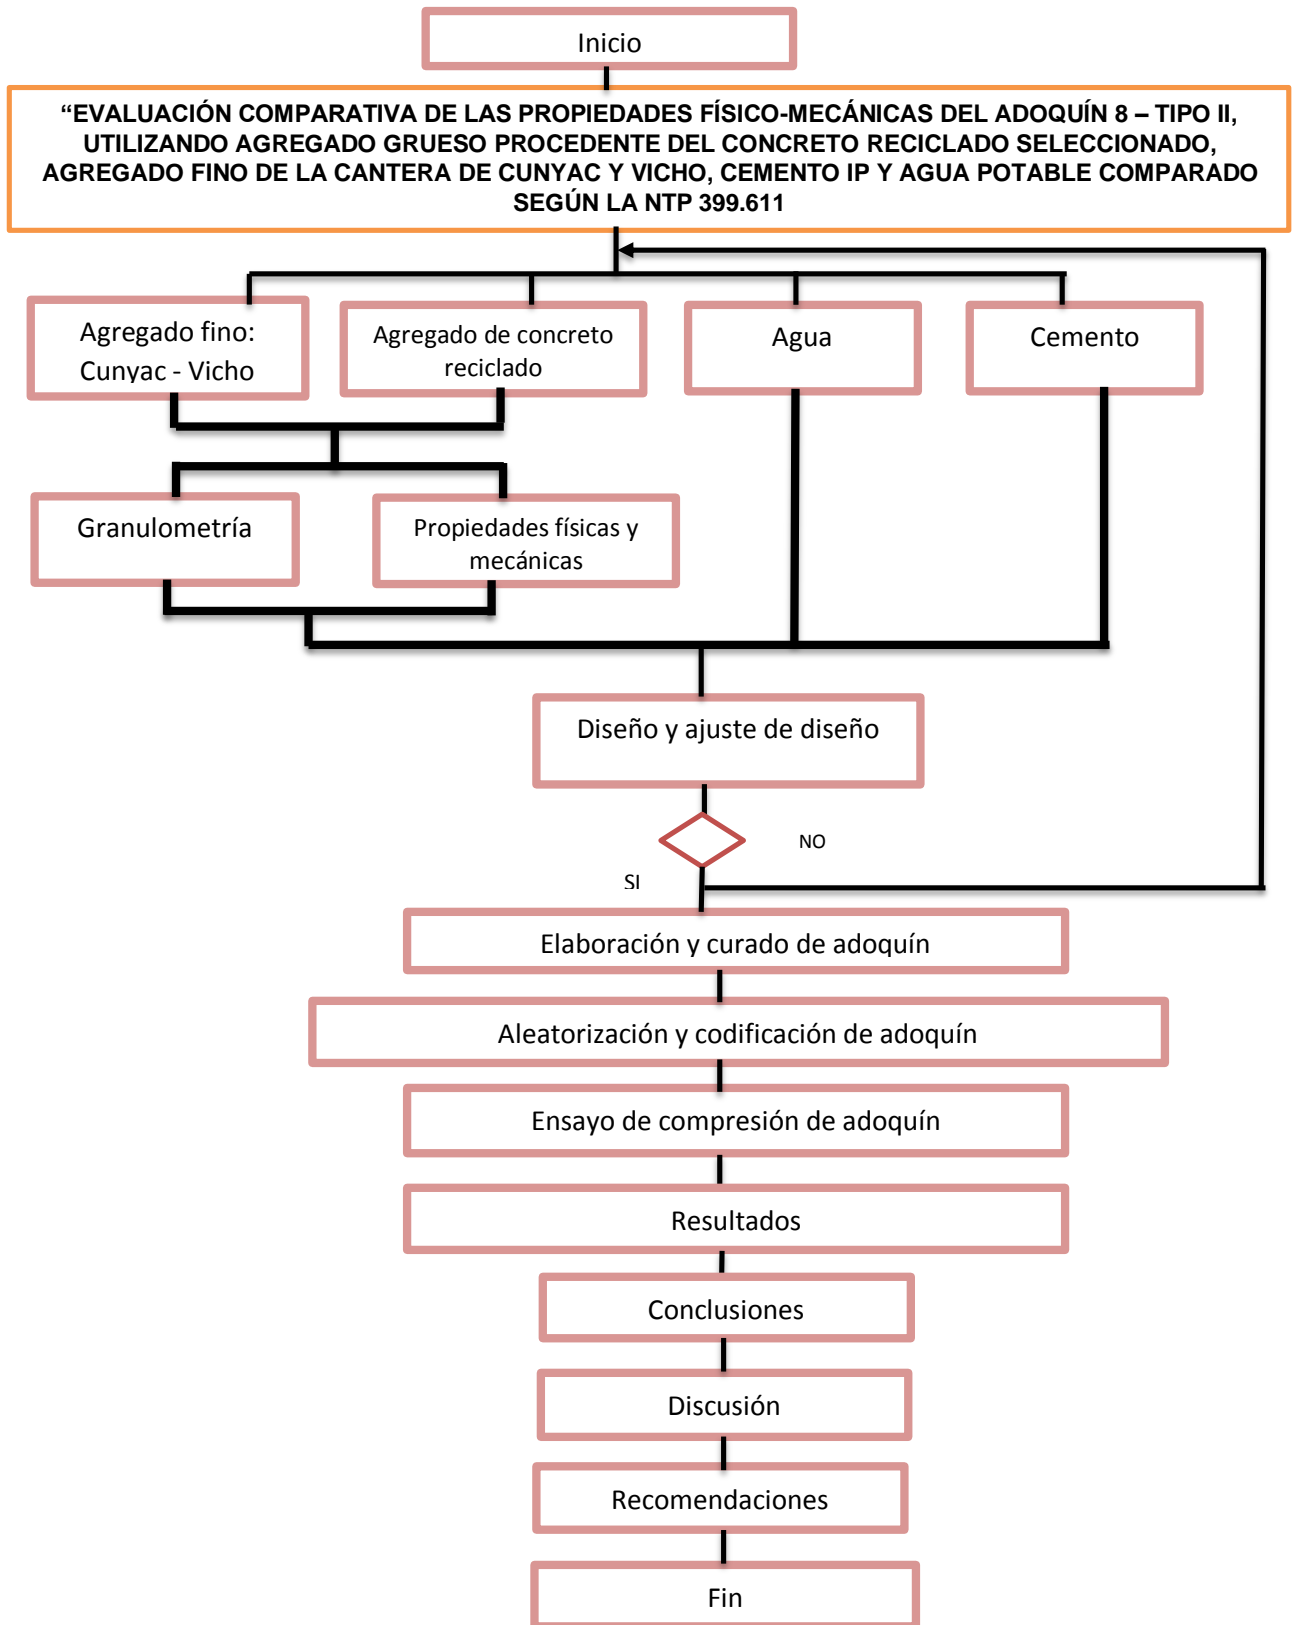 Inicio
“EVALUACIÓN COMPARATIVA DE LAS PROPIEDADES FÍSICO-MECÁNICAS DEL ADOQUÍN 8 – TIPO II,
UTILIZANDO AGREGADO GRUESO PROCEDENTE DEL CONCRETO RECICLADO SELECCIONADO,
AGREGADO FINO DE LA CANTERA DE CUNYAC Y VICHO, CEMENTO IP Y AGUA POTABLE COMPARADO
SEGÚN LA NTP 399.611
Agregado fino:
Cunyac - Vicho
Agregado de concreto
reciclado
Agua
Cemento
Granulometría
Propiedades físicas y
mecánicas
Diseño y ajuste de diseño
NO
SI
Elaboración y curado de adoquín
Aleatorización y codificación de adoquín
Ensayo de compresión de adoquín
Resultados
Conclusiones
Discusión
Recomendaciones
Fin